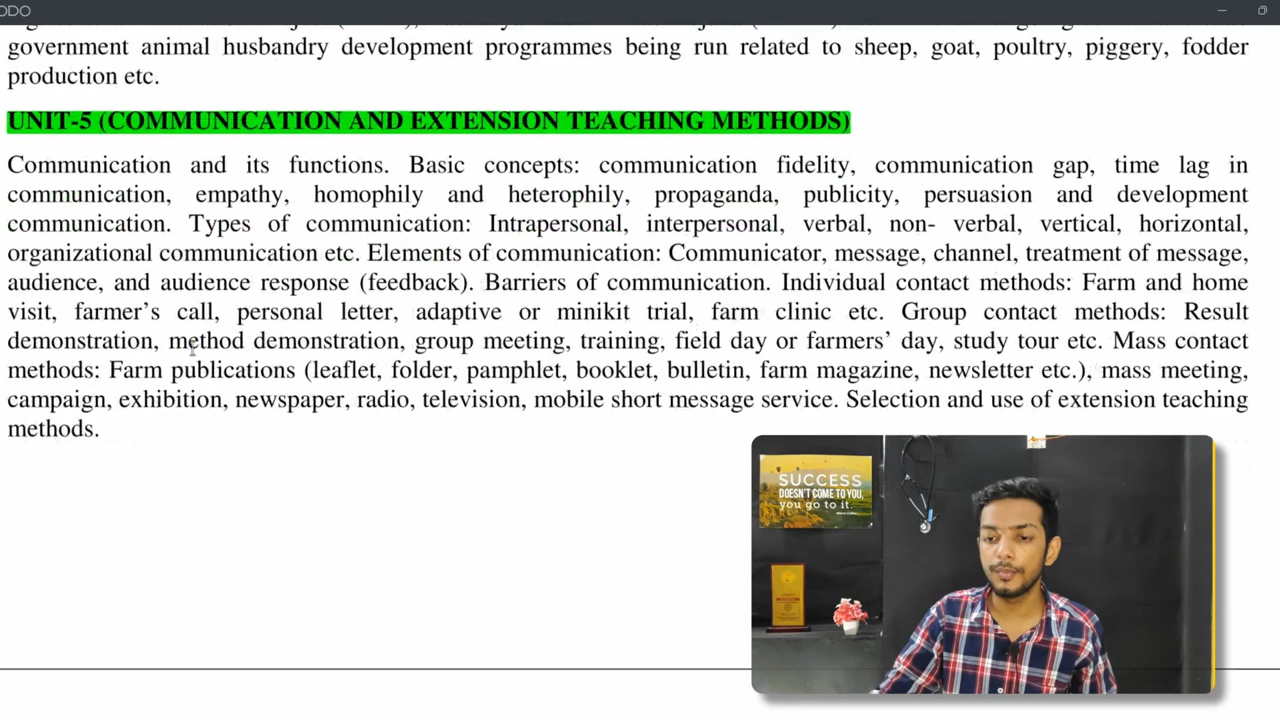 ODO
government animal husbandry development programmes being run related to sheep, goat, poultry, piggery, fodder
production etc.
UNIT-5 (COMMUNICATION AND EXTENSION TEACHING METHODS)
Communication and its functions. Basic concepts: communication fidelity, communication gap, time lag in
communication, empathy, homophily and heterophily, propaganda, publicity, persuasion and development
communication. Types of communication: Intrapersonal, interpersonal, verbal, non- verbal, vertical, horizontal,
organizational communication etc. Elements of communication: Communicator, message, channel, treatment of message,
audience, and audience response (feedback). Barriers of communication. Individual contact methods: Farm and home
visit, farmer’s call, personal letter, adaptive or minikit trial, farm clinic etc. Group contact methods: Result
demonstration, method demonstration, group meeting, training, field day or farmers’ day, study tour etc. Mass contact
methods: Farm publications (leaflet, folder, pamphlet, booklet, bulletin, farm magazine, newsletter etc.), mass meeting,
campaign, exhibition, newspaper, radio, television, mobile short message service. Selection and use of extension teaching
methods.
SUCCESS
DOESN'T COME TO YOU,
you go to it.